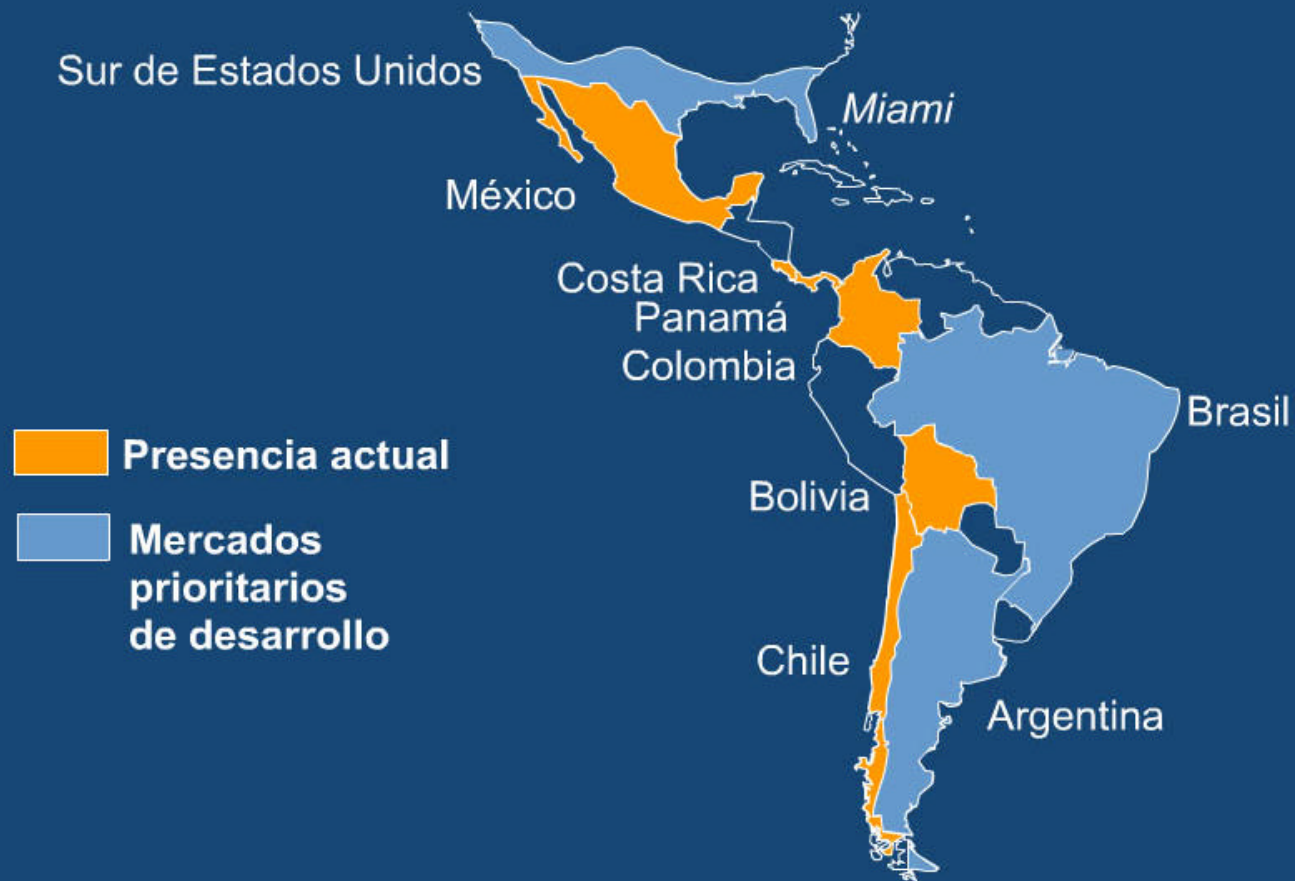 Sur de Estados Unidos
Miami
México
Costa Rica
Panamá
Colombia
Brasil
Presencia actual
Bolivia
Mercados
prioritarios
de desarrollo
Chile
Argentina